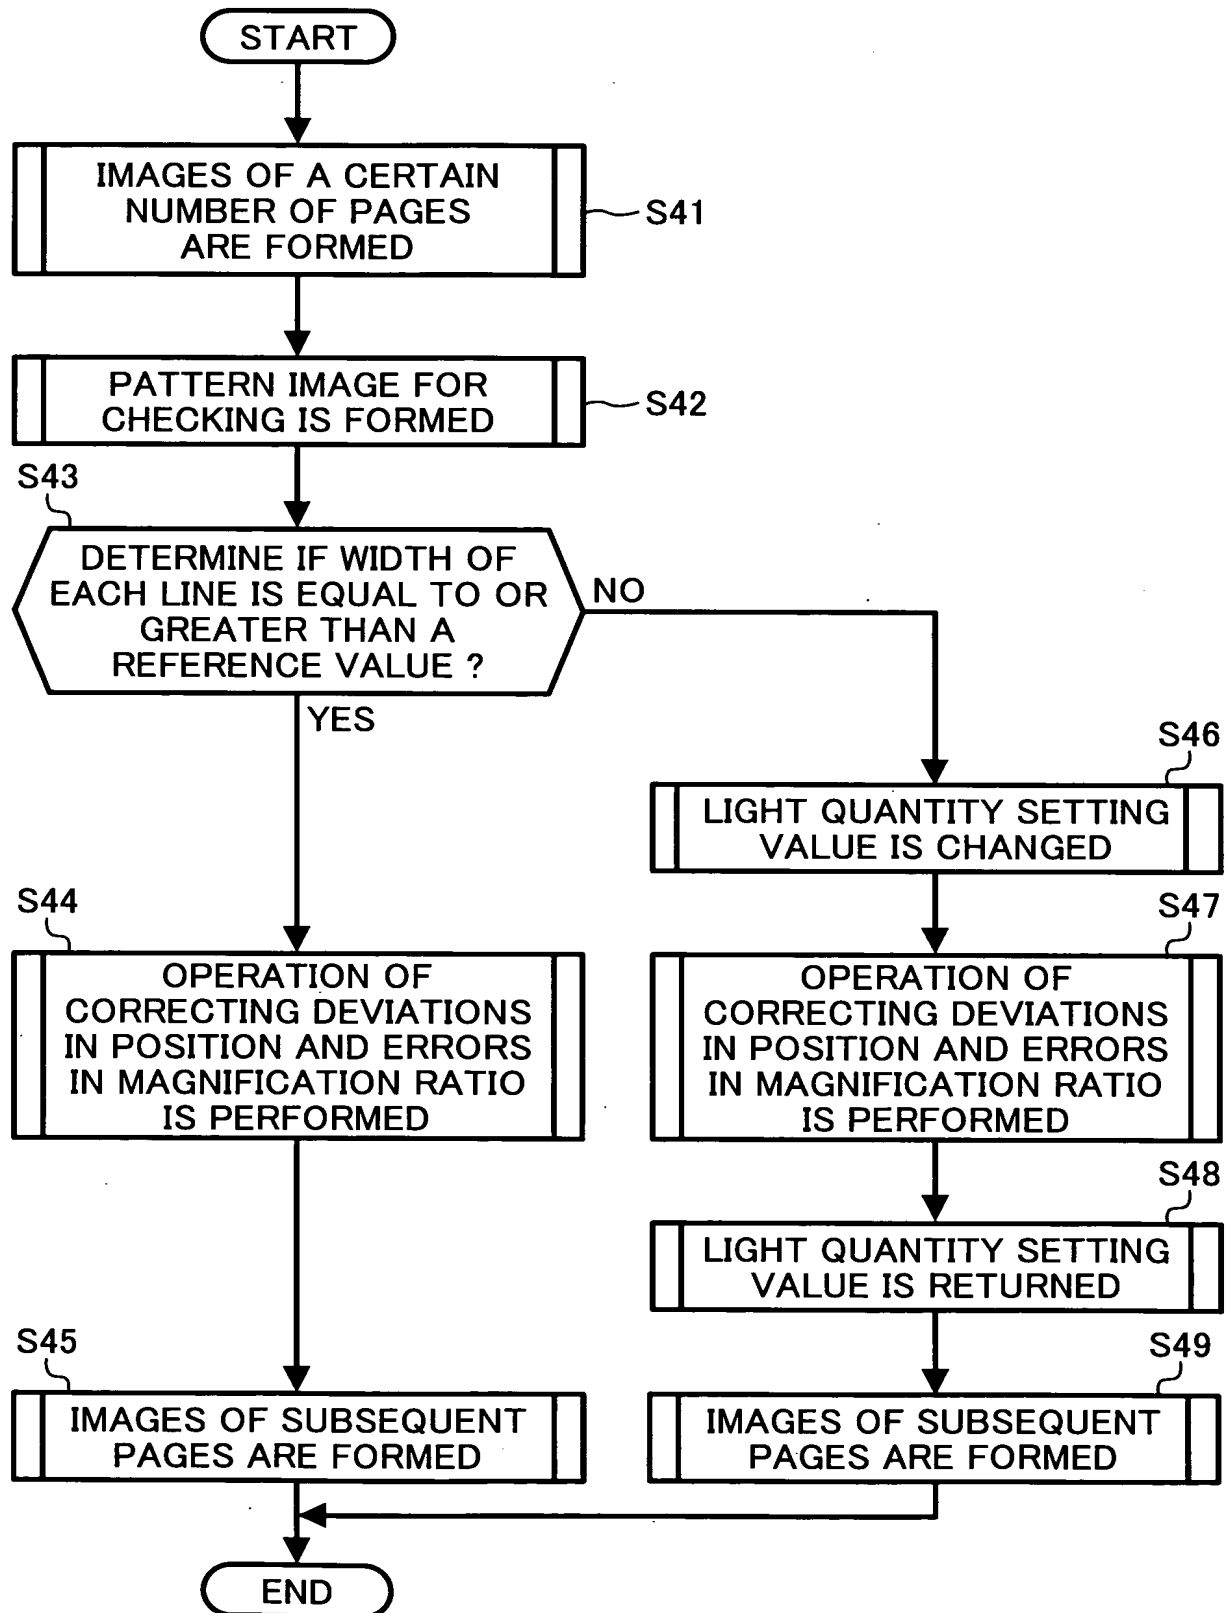 START
IMAGES OF A CERTAIN
NUMBER OF PAGES
ARE FORMED
S41
PATTERN IMAGE FOR
CHECKING IS FORMED
S42
S43
DETERMINE IF WIDTH OF
EACH LINE IS EQUAL TO OR
GREATER THAN A
REFERENCE VALUE ?
NO
YES
S46
LIGHT QUANTITY SETTING
VALUE IS CHANGED
S44
OPERATION OF
CORRECTING DEVIATIONS
IN POSITION AND ERRORS
IN MAGNIFICATION RATIO
IS PERFORMED
S47
OPERATION OF
CORRECTING DEVIATIONS
IN POSITION AND ERRORS
IN MAGNIFICATION RATIO
IS PERFORMED
S48
LIGHT QUANTITY SETTING
VALUE IS RETURNED
S45
IMAGES OF SUBSEQUENT
PAGES ARE FORMED
S49
IMAGES OF SUBSEQUENT
PAGES ARE FORMED
END